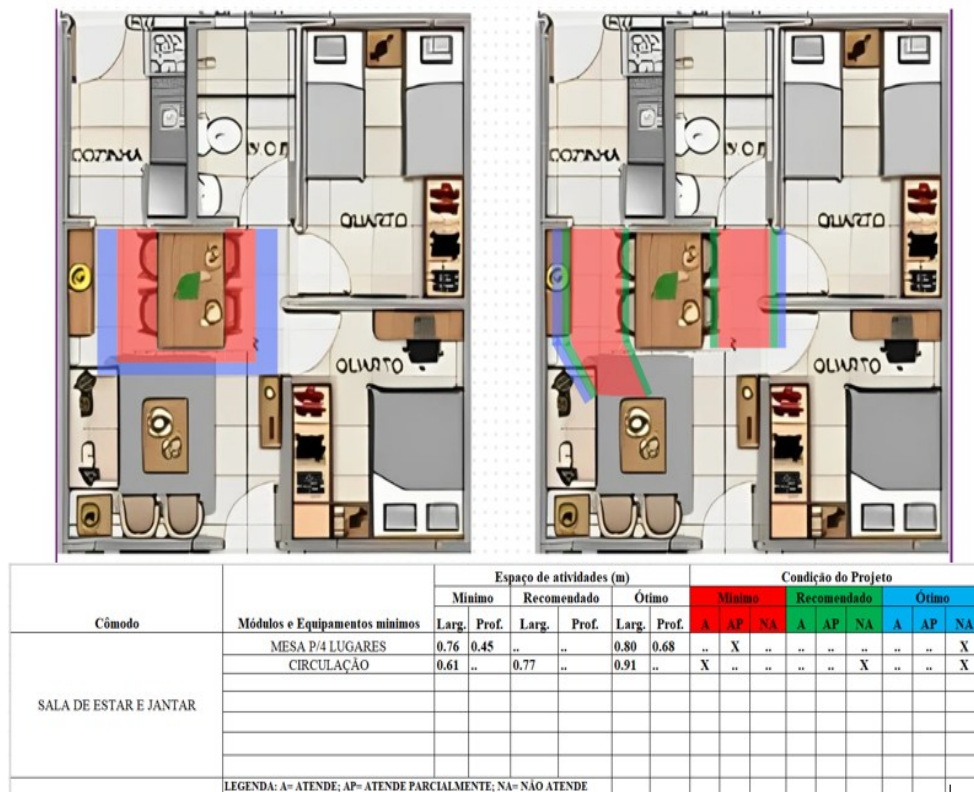 COZINHA
W.C.B
QUARTO
QUARTO
COZINHA
W.C.B
QUARTO
QUARTO
Cômodo
Módulos e Equipamentos minimos
Espaço de atividades (m)
Condição do Projeto
Mínimo Recomendado Ótimo Mínimo Recomendado Ótimo
Larg. Prof. Larg. Prof. Larg. Prof. A AP NA A AP NA A AP NA
SALA DE ESTAR E JANTAR
MESA P/4 LUGARES 0.76 0.45 .. .. 0.80 0.68 .. X .. .. .. .. .. .. X
CIRCULAÇÃO 0.61 .. 0.77 .. 0.91 .. X .. .. .. .. X .. .. X
LEGENDA: A= ATENDE; AP= ATENDE PARCIALMENTE; NA= NÃO ATENDE